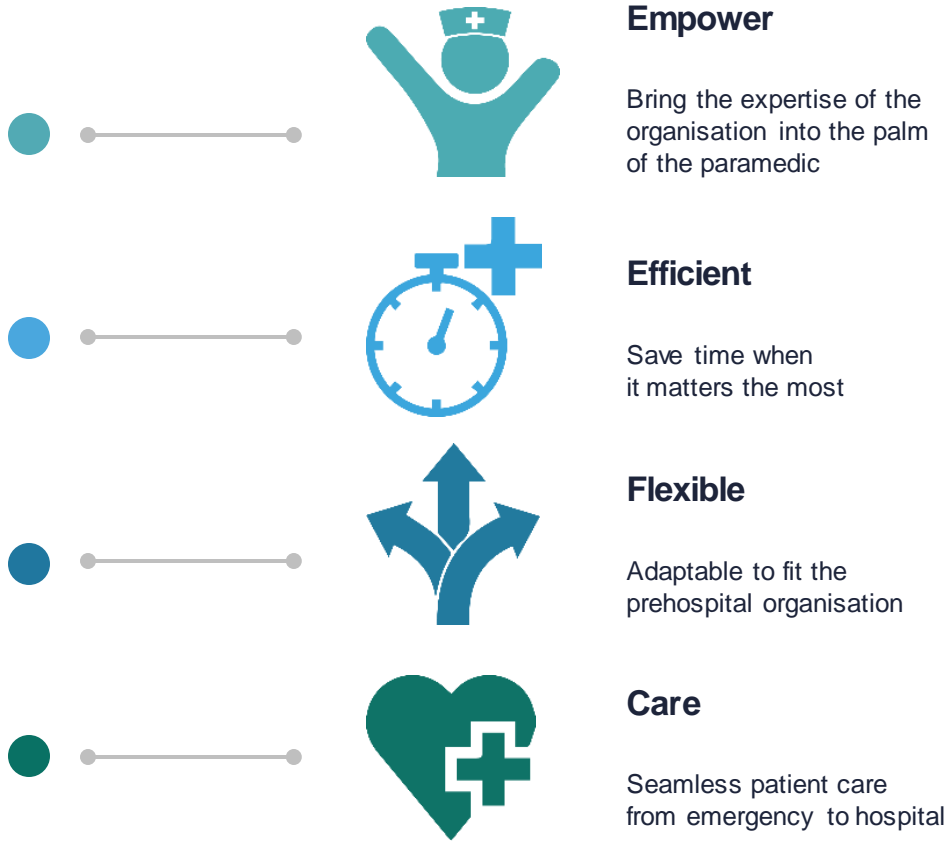 Empower
Bring the expertise of the
organisation into the palm
of the paramedic
Efficient
Save time when
it matters the most
Flexible
Adaptable to fit the
prehospital organisation
Care
Seamless patient care
from emergency to hospital